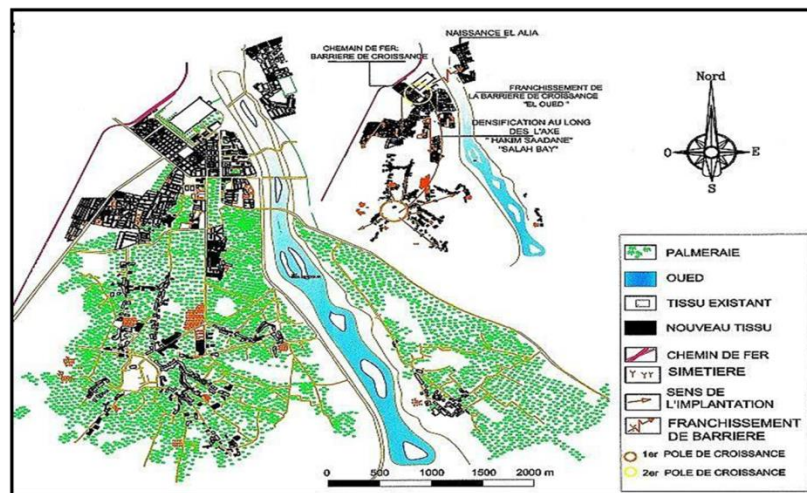 NAISSANCE EL ALIA
CHEMAIN DE FER:
BARRIERE DE CROISSANCE
FRANCHISSEMENT DE
LA BARRIERE DE CROISSANCE
"EL OUED"
DENSIFICATION AU LONG
DES L'AXE
"HAKIM SAADANE"
"SALAH BAY"
Nord
O
E
S
PALMERAIE
OUED
TISSU EXISTANT
NOUVEAU TISSU
CHEMIN DE FER
SIMETIERE
SENS DE
L'IMPLANTATION
FRANCHISSEMENT
DE BARRIERE
1er POLE DE CROISSANCE
2er POLE DE CROISSANCE
0 500 1000 1500 2000 m